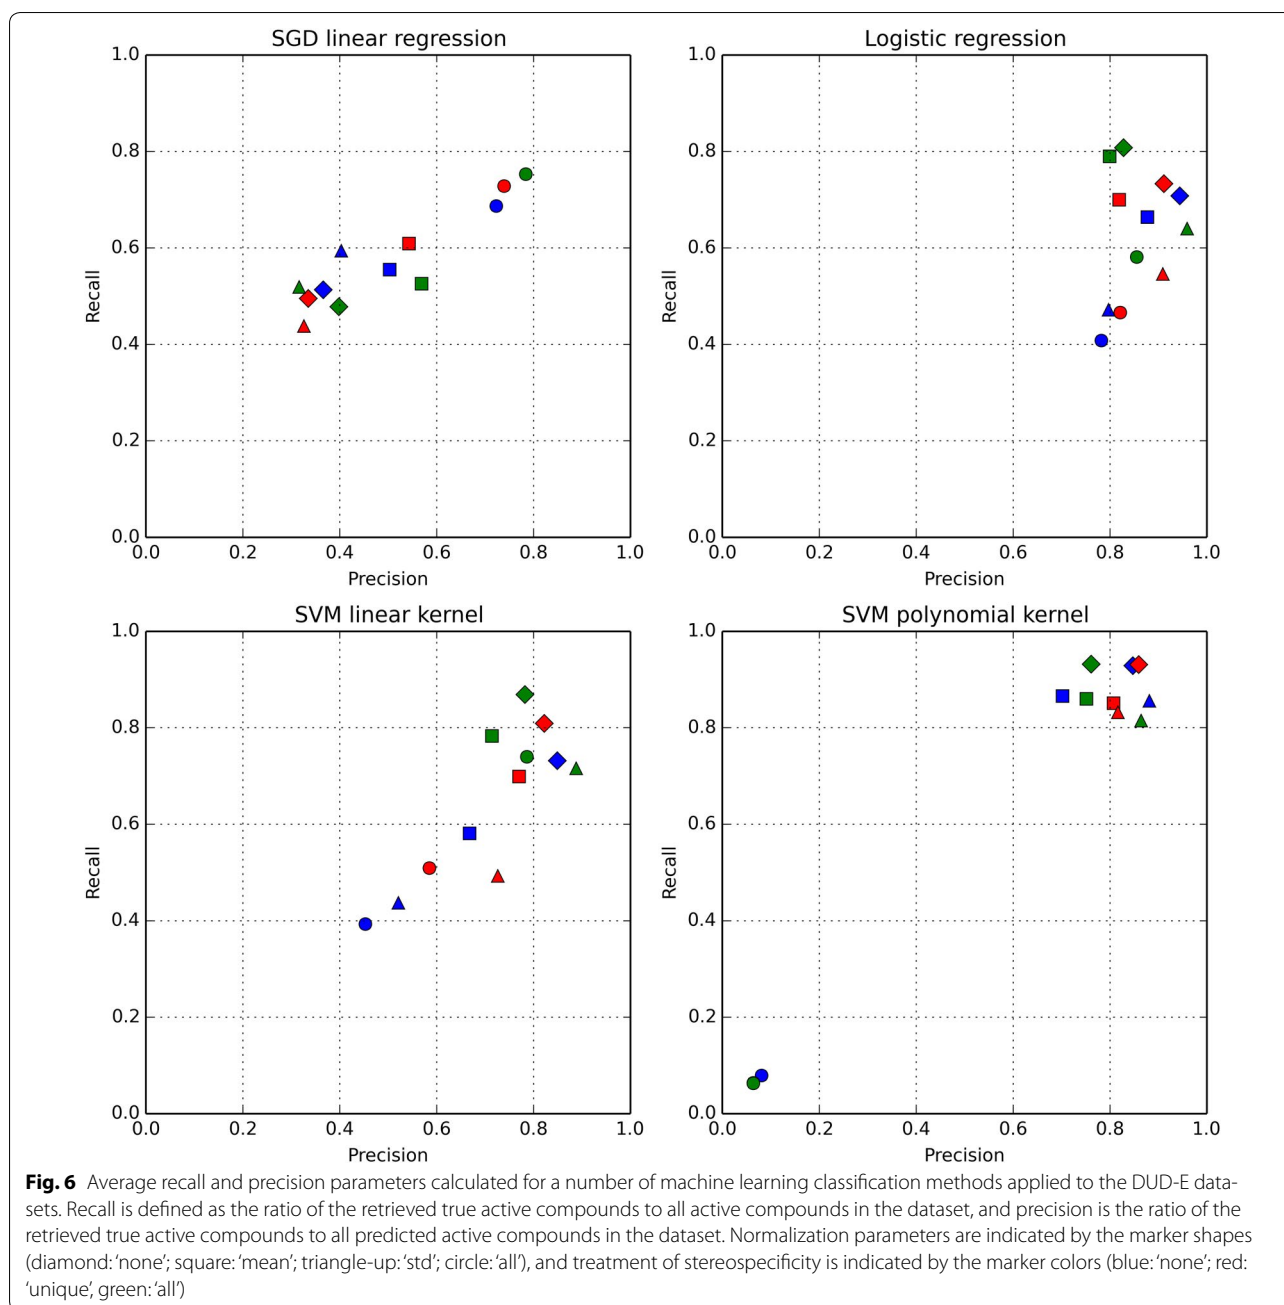 SGD linear regression
1.0
0.8
0.6
0.4
0.2
0.0
Recall
0.0 0.2 0.4 0.6 0.8 1.0
Precision
Logistic regression
1.0
0.8
0.6
0.4
0.2
0.0
Recall
0.0 0.2 0.4 0.6 0.8 1.0
Precision
SVM linear kernel
1.0
0.8
0.6
0.4
0.2
0.0
Recall
0.0 0.2 0.4 0.6 0.8 1.0
Precision
SVM polynomial kernel
1.0
0.8
0.6
0.4
0.2
0.0
Recall
0.0 0.2 0.4 0.6 0.8 1.0
Precision
Fig. 6 Average recall and precision parameters calculated for a number of machine learning classification methods applied to the DUD-E data-
sets. Recall is defined as the ratio of the retrieved true active compounds to all active compounds in the dataset, and precision is the ratio of the
retrieved true active compounds to all predicted active compounds in the dataset. Normalization parameters are indicated by the marker shapes
(diamond: ‘none’; square: ‘mean’; triangle-up: ‘std’; circle: ‘all’), and treatment of stereospecificity is indicated by the marker colors (blue: ‘none’; red:
‘unique’, green: ‘all’)